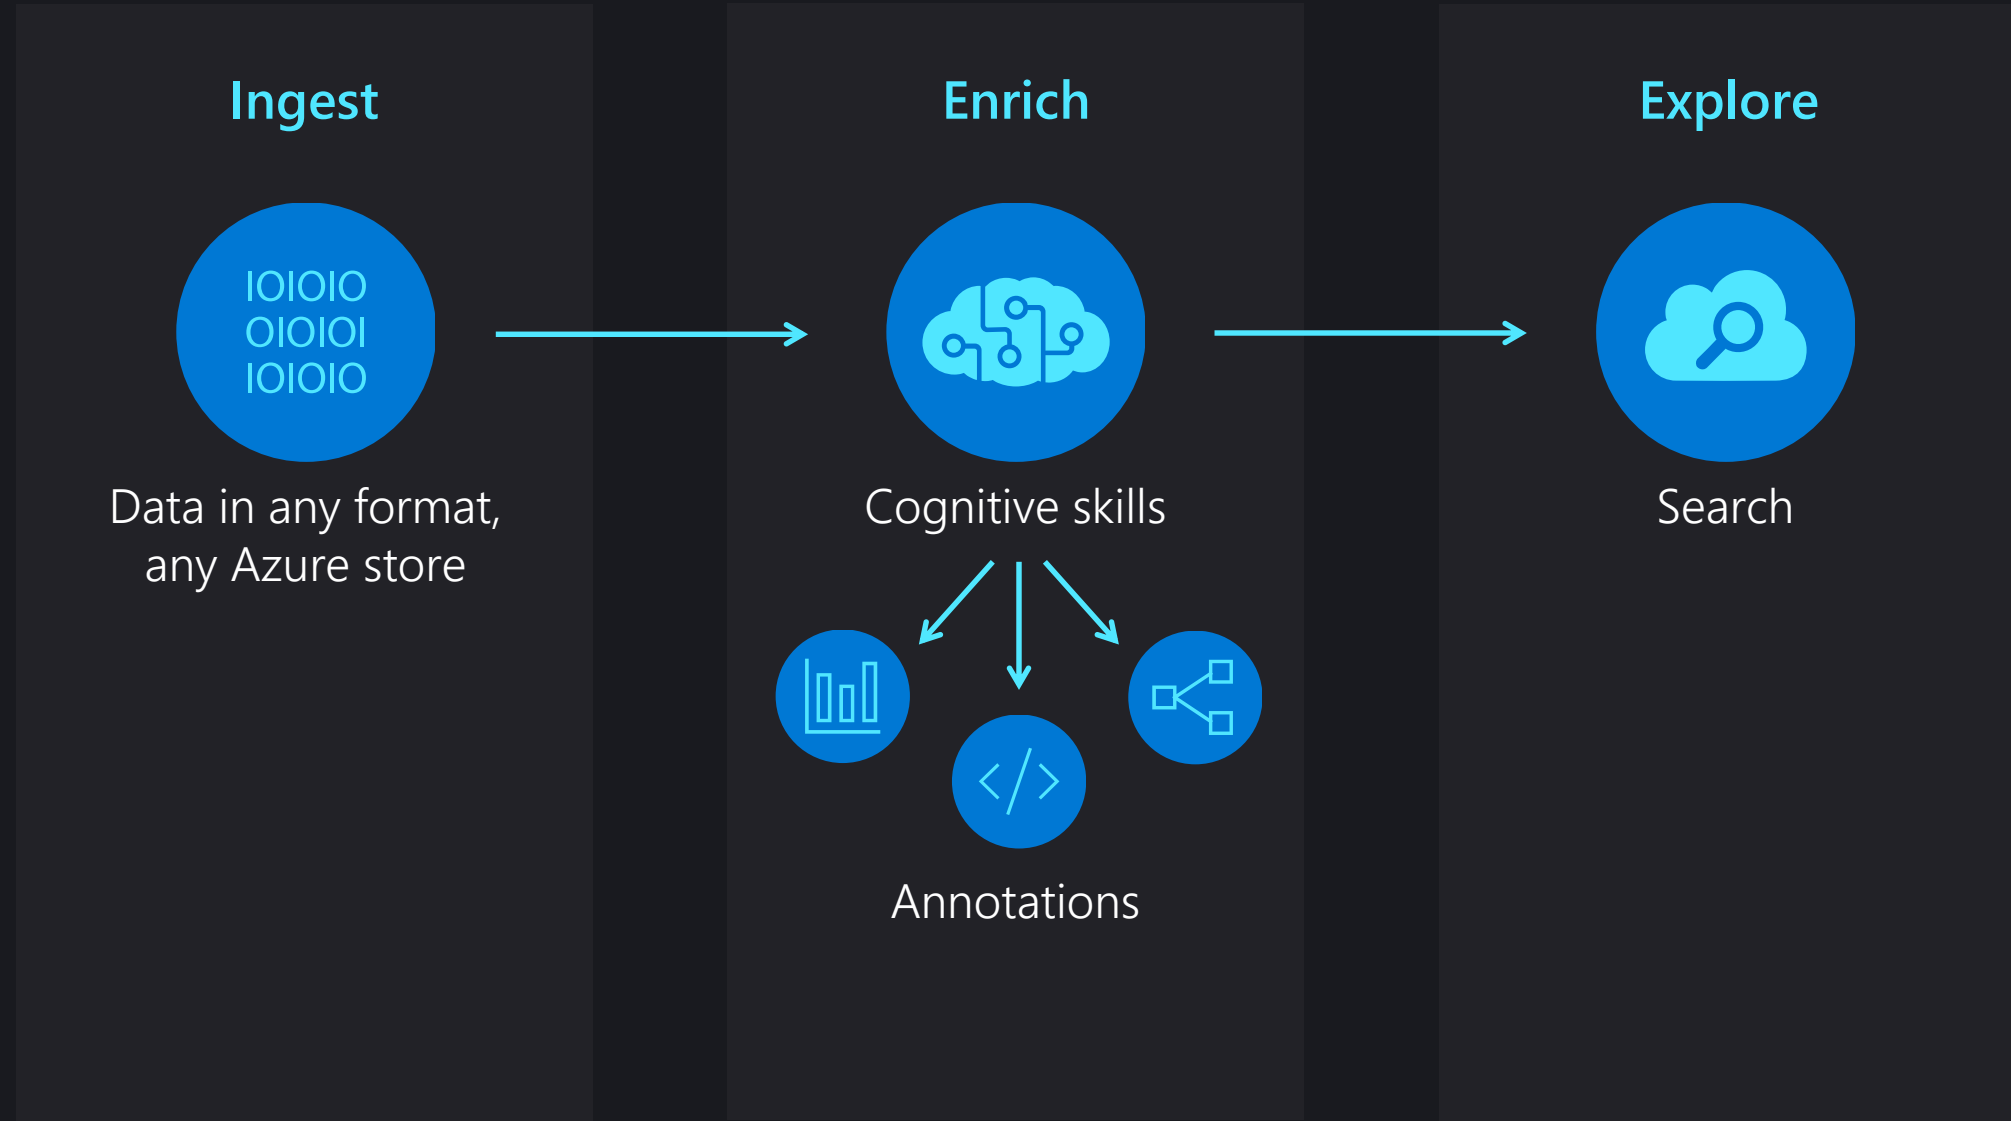 Ingest
IOIOIO
OIOIOI
IOIOIO
Data in any format,
any Azure store
Enrich
Cognitive skills
</>
Annotations
Explore
Search